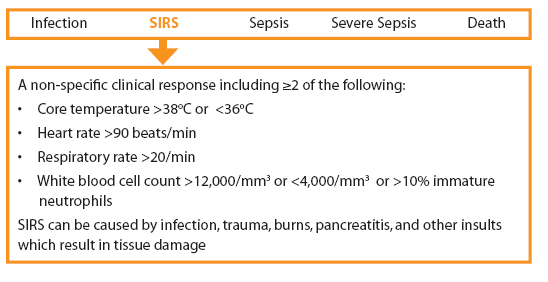 Infection SIRS Sepsis Severe Sepsis Death
A non-specific clinical response including ≥2 of the following:
• Core temperature >38ºC or <36ºC
• Heart rate >90 beats/min
• Respiratory rate >20/min
• White blood cell count >12,000/mm³ or <4,000/mm³ or >10% immature
neutrophils
SIRS can be caused by infection, trauma, burns, pancreatitis, and other insults
which result in tissue damage